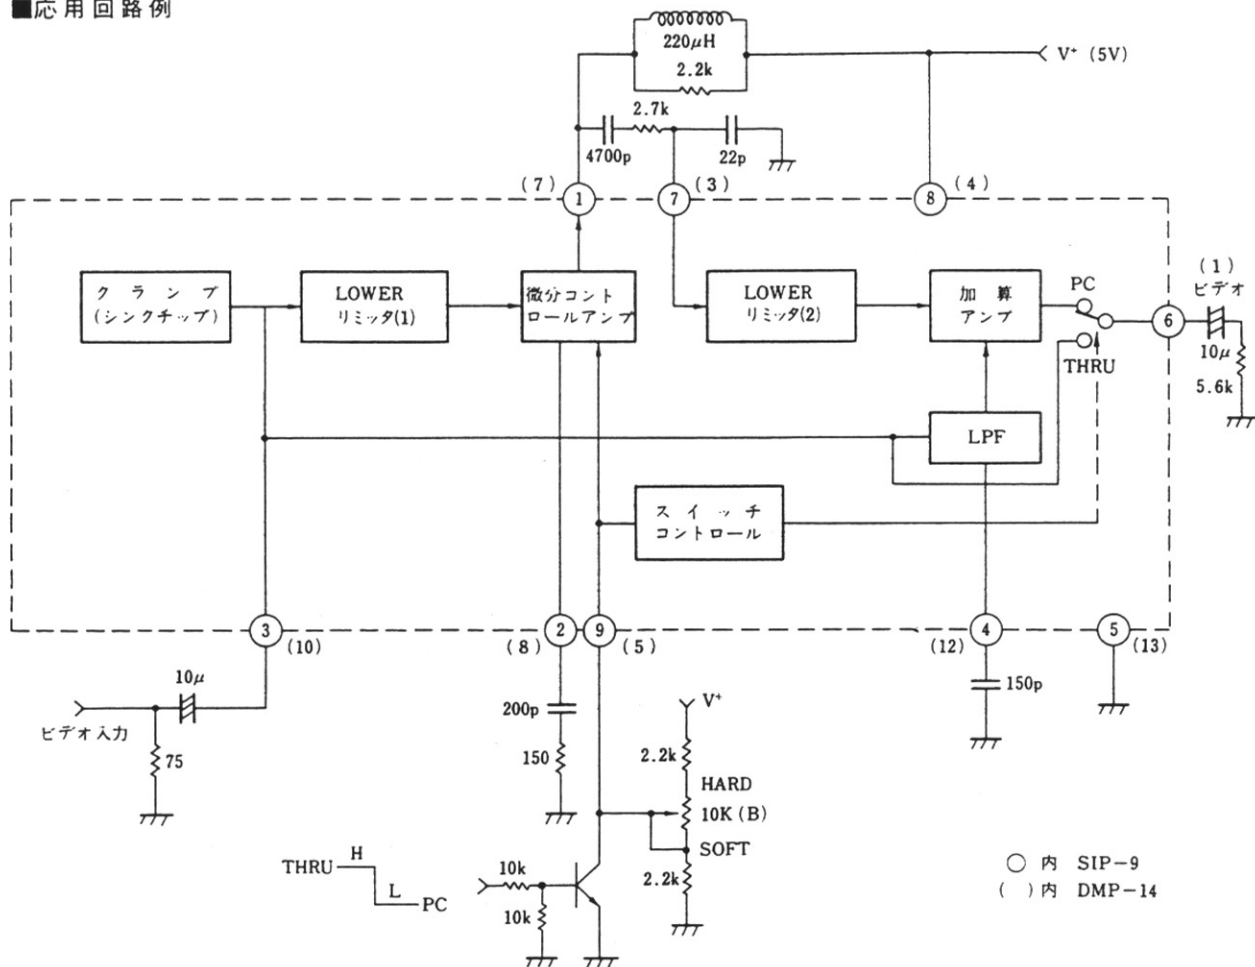 ■応用回路例
220μH
2.2k
V⁺ (5V)
2.7k
4700p
22p
(7)
1
7
(3)
8
(4)
クランプ
(シンクチップ)
LOWER
リミッタ(1)
微分コント
ロールアンプ
LOWER
リミッタ(2)
加算
アンプ
PC
THRU
6
(1)
ビデオ
10μ
5.6k
LPF
スイッチ
コントロール
3
(10)
(8)
2
9
(5)
(12)
4
5
(13)
10μ
ビデオ入力
75
200p
150
V⁺
2.2k
HARD
10K(B)
SOFT
2.2k
150p
THRU
H
L
PC
10k
10k
○内 SIP-9
( )内 DMP-14